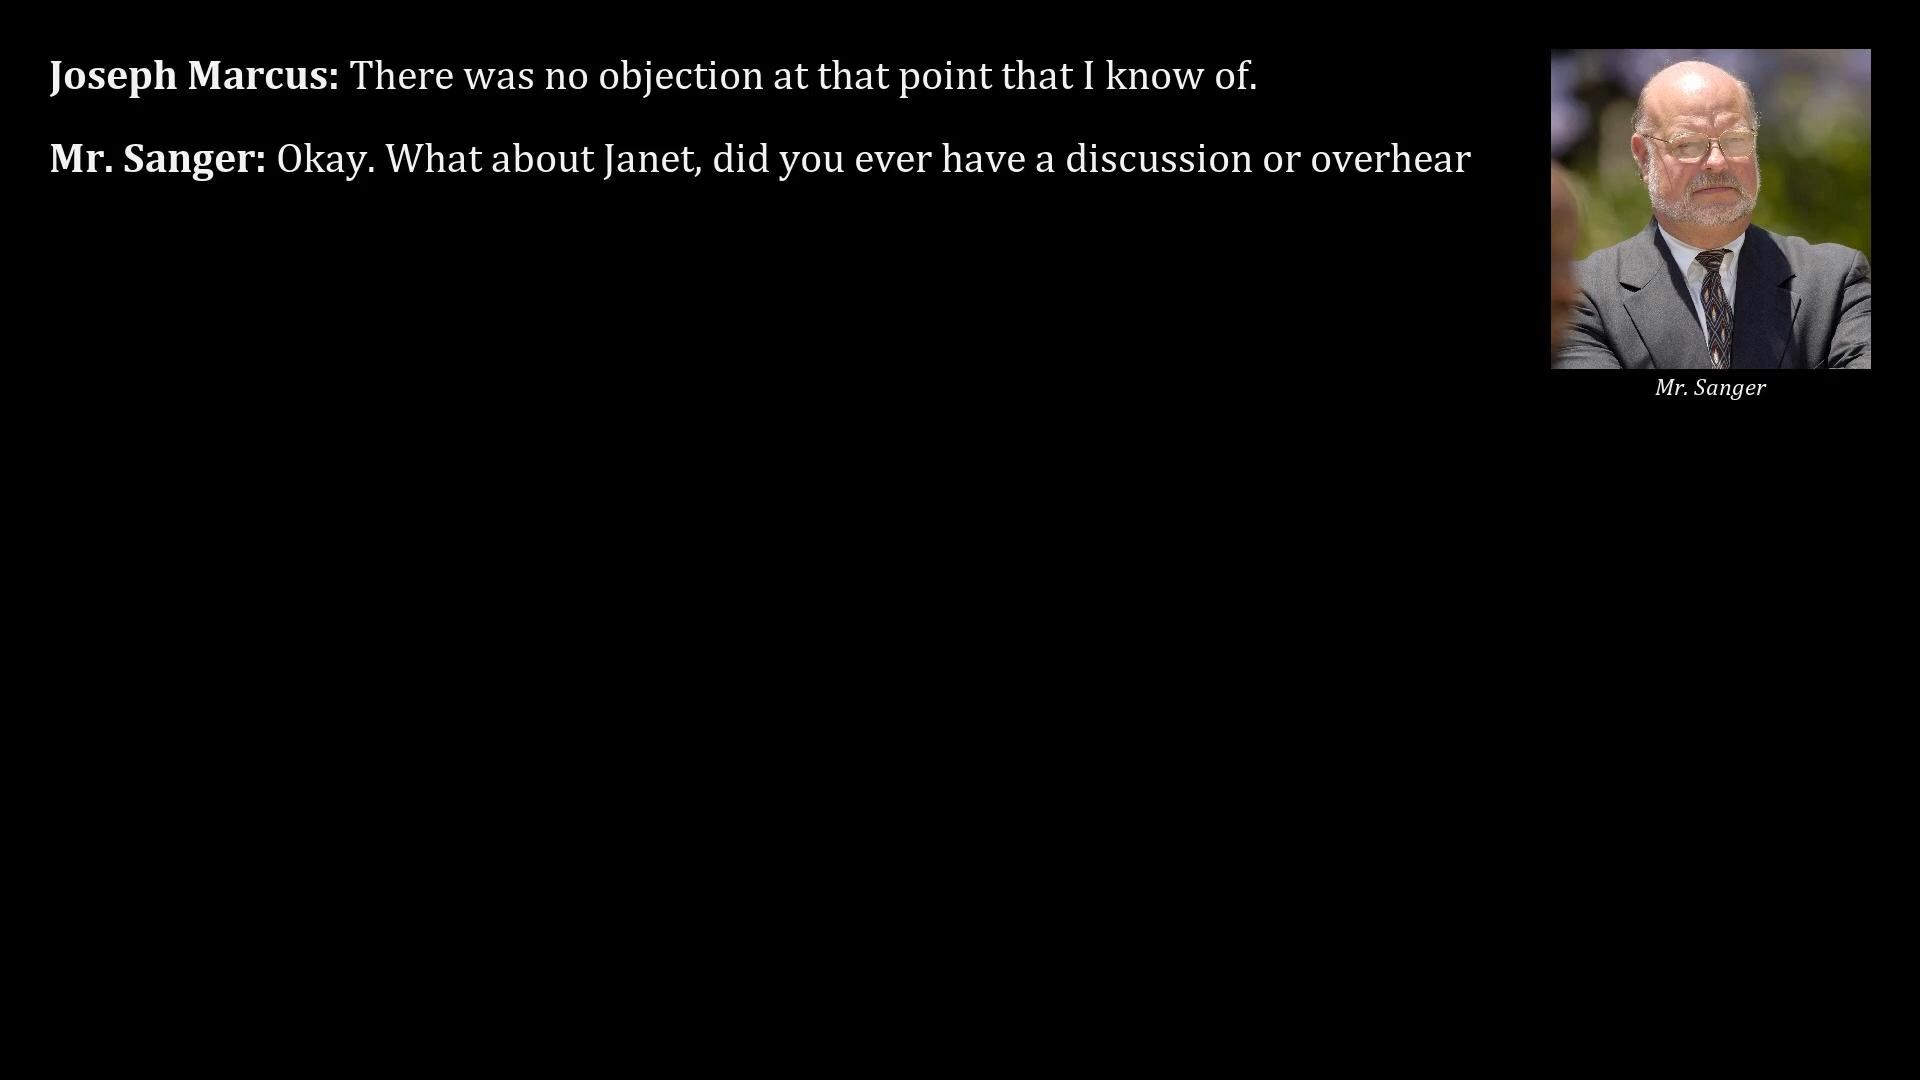 Joseph Marcus: There was no objection at that point that I know of.
Mr. Sanger: Okay. What about Janet, did you ever have a discussion or overhear
Mr. Sanger